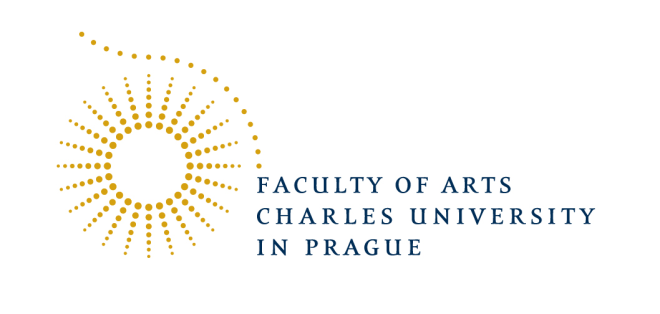 FACULTY OF ARTS
CHARLES UNIVERSITY
IN PRAGUE